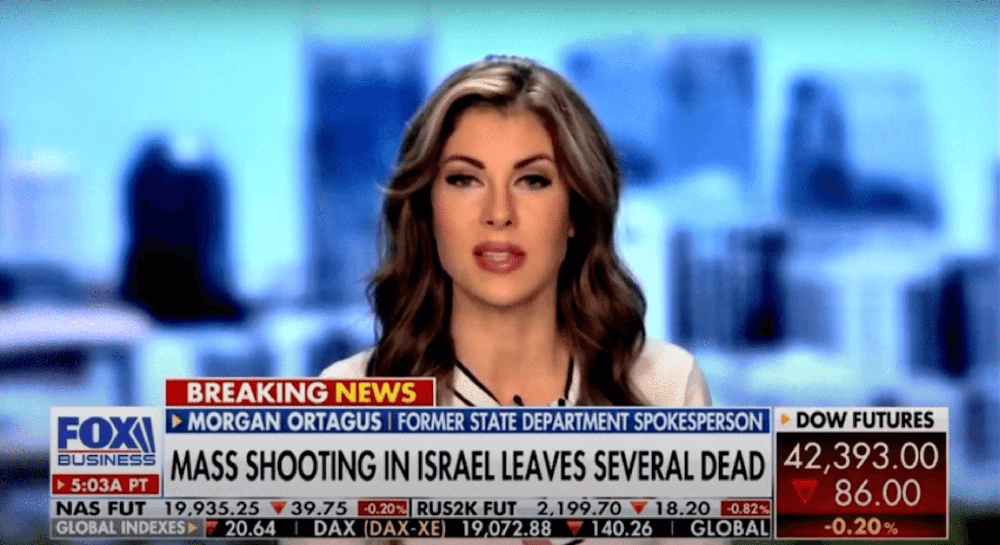 BREAKING NEWS
MORGAN ORTAGUS | FORMER STATE DEPARTMENT SPOKESPERSON
DOW FUTURES
FOX
BUSINESS
MASS SHOOTING IN ISRAEL LEAVES SEVERAL DEAD
42,393.00
▼ 86.00
-0.20%
5:03A PT
NAS FUT 19,935.25 ▼ 39.75 -0.20% RUS2K FUT 2,199.70 ▼ 18.20 -0.82%
GLOBAL INDEXES ▼ 20.64 | DAX (DAX-XE) 19,072.88 ▼ 140.26 | GLOBAL